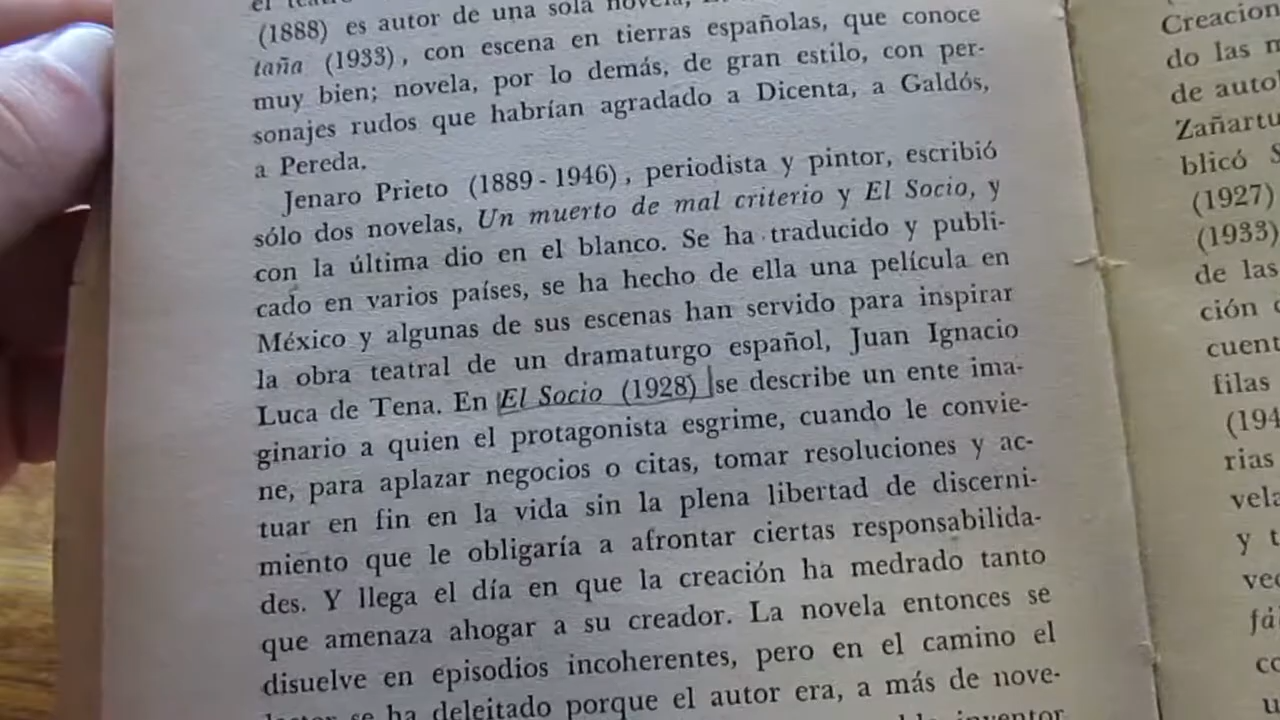 (1888) es autor de una sola novela,
taña (1933), con escena en tierras españolas, que conoce
muy bien; novela, por lo demás, de gran estilo, con per-
sonajes rudos que habrían agradado a Dicenta, a Galdós,
a Pereda.
Jenaro Prieto (1889 - 1946), periodista y pintor, escribió
sólo dos novelas, Un muerto de mal criterio y El Socio, y
con la última dio en el blanco. Se ha traducido y publi-
cado en varios países, se ha hecho de ella una película en
México y algunas de sus escenas han servido para inspirar
la obra teatral de un dramaturgo español, Juan Ignacio
Luca de Tena. En El Socio (1928) se describe un ente ima-
ginario a quien el protagonista esgrime, cuando le convie-
ne, para aplazar negocios o citas, tomar resoluciones y ac-
tuar en fin en la vida sin la plena libertad de discerni-
miento que le obligaría a afrontar ciertas responsabilida-
des. Y llega el día en que la creación ha medrado tanto
que amenaza ahogar a su creador. La novela entonces se
disuelve en episodios incoherentes, pero en el camino el
se ha deleitado porque el autor era, a más de nove-
inventor
Creacion
do las
de auto
Zañartu
blicó
(1927)
(1933)
de las
ción
cuent
filas
(194
rias
vela
y